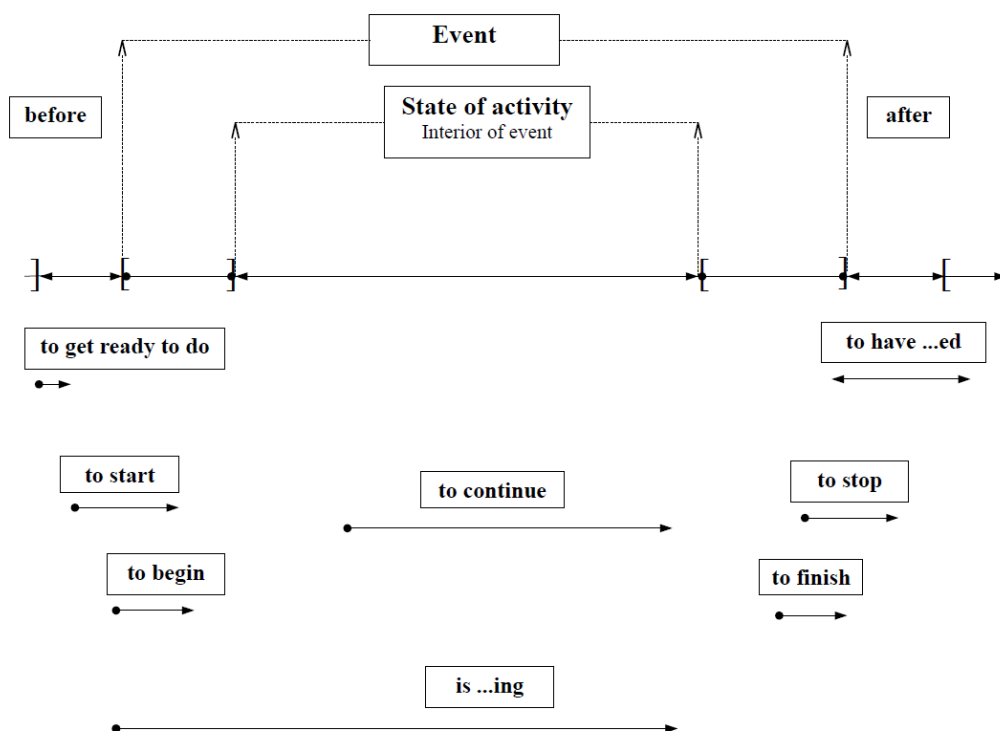 Event
State of activity
Interior of event
before
after
to get ready to do
to have ...ed
to start
to continue
to stop
to begin
to finish
is ...ing